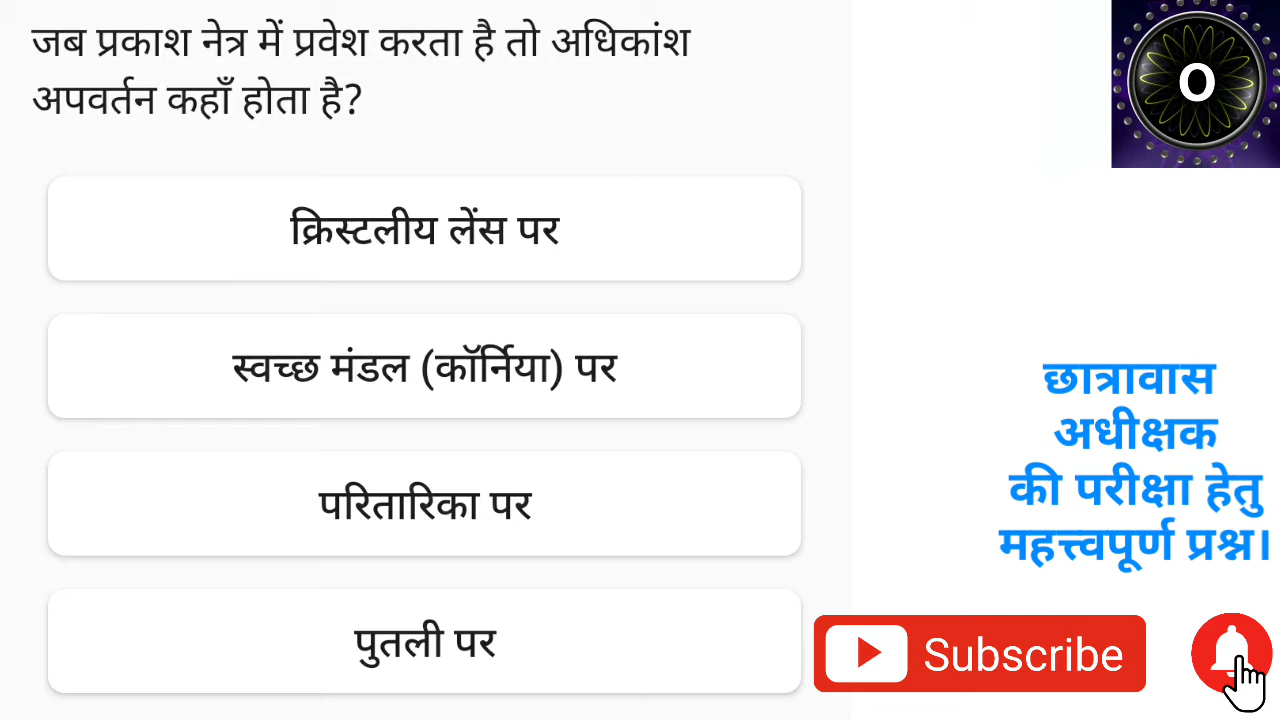 जब प्रकाश नेत्र में प्रवेश करता है तो अधिकांश
अपवर्तन कहाँ होता है?
क्रिस्टलीय लेंस पर
स्वच्छ मंडल (कॉर्निया) पर
परितारिका पर
पुतली पर
O
छात्रावास
अधीक्षक
की परीक्षा हेतु
महत्त्वपूर्ण प्रश्न।
Subscribe